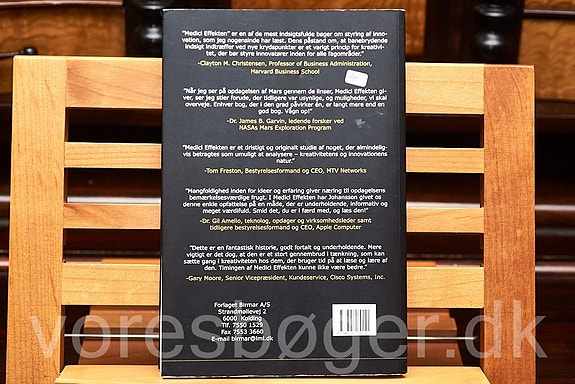 "Medici Effekten" er en af de mest indsigtsfulde bøger om styring af inno-
vation, som jeg nogensinde har læst. Dens påstand om, at banebrydende
indsigt indtræffer ved nye krydspunkter er et varigt princip for kreativi-
tet, der bør styre innovatorer inden for alle fagområder."
-Clayton M. Christensen, Professor of Business Administration,
Harvard Business School
"Når jeg ser på opdagelsen af Mars gennem de linser, Medici Effekten gi-
ver, ser jeg stier forude, der tidligere var usynlige, og muligheder, vi skal
overveje. Enhver bog, der i den grad påvirker én, er langt mere end en
god bog. Vågn op!"
-Dr. James B. Garvin, ledende forsker ved
NASAs Mars Exploration Program
"Medici Effekten er et dristigt og originalt studie af noget, der almindelig-
vis betragtes som umuligt at analysere – kreativitetens og innovationens
natur."
-Tom Freston, Bestyrelsesformand og CEO, MTV Networks
"Mangfoldighed inden for ideer og erfaring giver næring til opdagelsens
bemærkelsesværdige frugt. I Medici Effekten har Johansson givet os
denne enkle opfattelse på en måde, der er underholdende, informativ og
meget værdifuld. Smid det, du er i færd med, og læs den!"
-Dr. Gil Amelio, teknolog, opdager og virksomhedsleder samt
tidligere bestyrelsesformand og CEO, Apple Computer
"Dette er en fantastisk historie, godt fortalt og underholdende. Mere
vigtigt er det dog, at den er et stort gennembrud i tænkning, som kan
sætte gang i kreativiteten hos dem, der bruger tid på at læse og lære af
den. Timingen af Medici Effekten kunne ikke være bedre."
-Gary Moore, Senior Vicepræsident, Kundeservice, Cisco Systems, Inc.
Forlaget Birmar A/S
Strandmøllevej 2
6000 Kolding
Tlf. 7550 1529
Fax 7553 3660
E-mail birmar@lmi.dk
voresbøger.dk